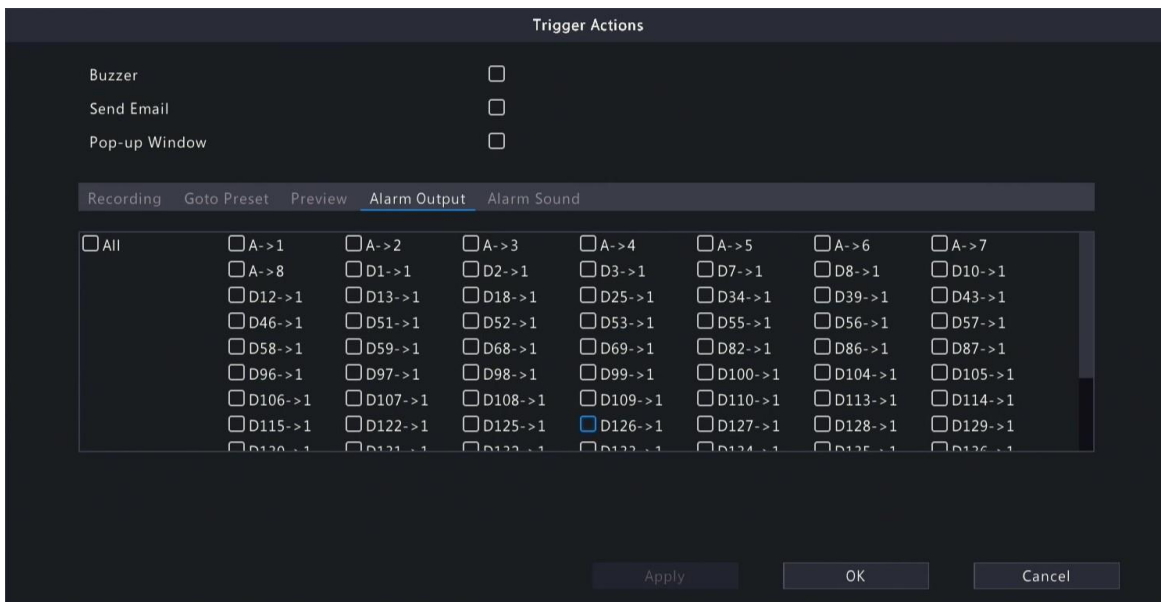 Trigger Actions
Buzzer
Send Email
Pop-up Window
Recording Goto Preset Preview Alarm Output Alarm Sound
All A->1 A->2 A->3 A->4 A->5 A->6 A->7
A->8 D1->1 D2->1 D3->1 D7->1 D8->1 D10->1
D12->1 D13->1 D18->1 D25->1 D34->1 D39->1 D43->1
D46->1 D51->1 D52->1 D53->1 D55->1 D56->1 D57->1
D58->1 D59->1 D68->1 D69->1 D82->1 D86->1 D87->1
D96->1 D97->1 D98->1 D99->1 D100->1 D104->1 D105->1
D106->1 D107->1 D108->1 D109->1 D110->1 D113->1 D114->1
D115->1 D122->1 D125->1 D126->1 D127->1 D128->1 D129->1
Apply OK Cancel